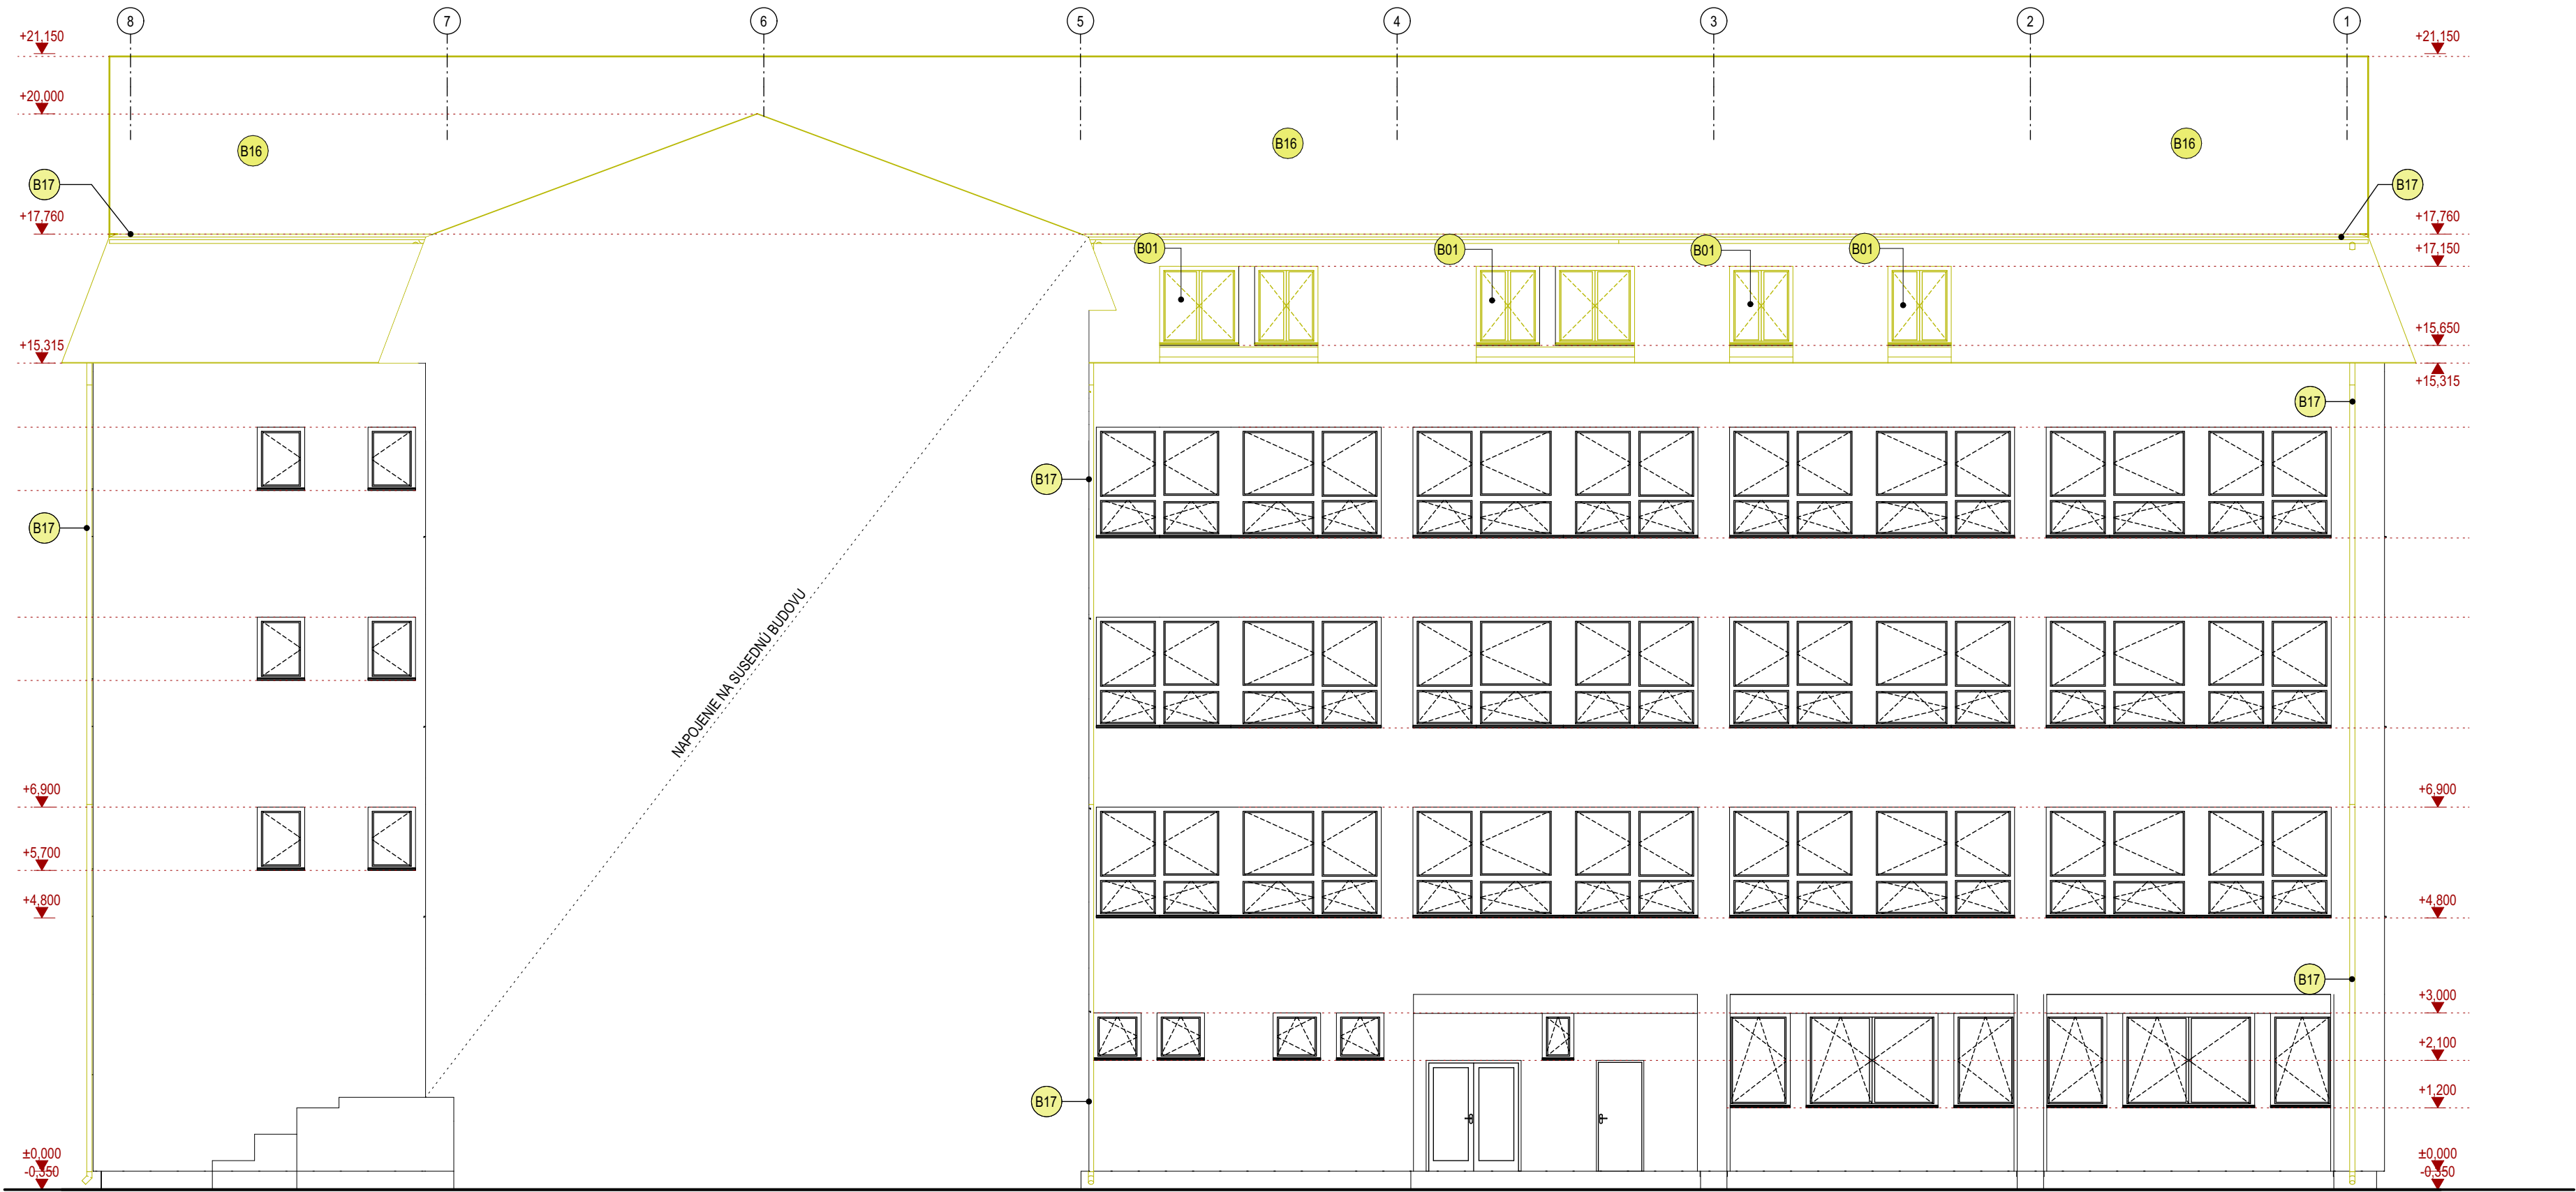 8 7 6 5 4 3 2 1
+21,150 +21,150
+20,000
B16 B16 B16
B17 B17
+17,760 +17,760
B01 B01 B01 B01
+17,150
+15,650
+15,315
+15,315
B17
B17
B17
NAPOJENIE NA SUSEDNÚ BUDOVU
+6,900 +6,900
+5,700
+4,800 +4,800
B17
+3,000
+2,100
B17
+1,200
±0,000 ±0,000
-0,350 -0,350